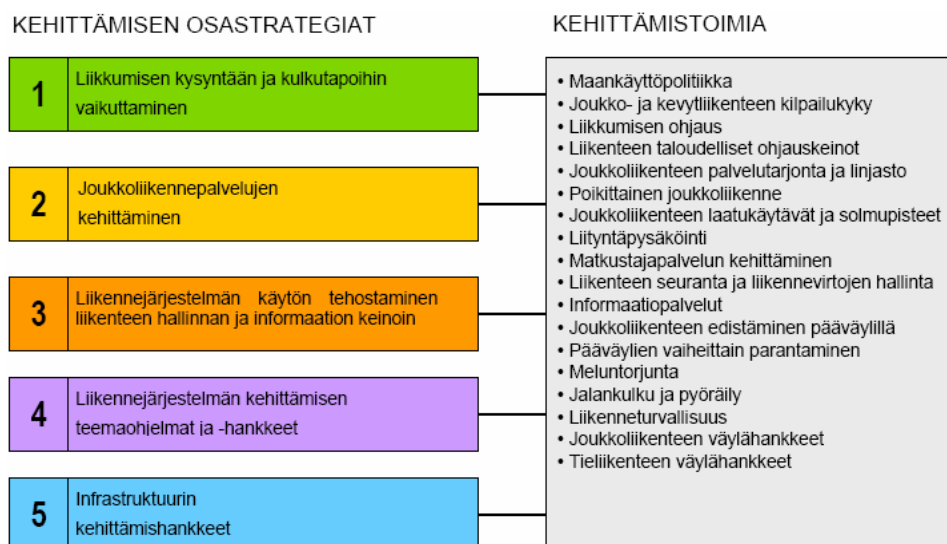 KEHITTÄMISEN OSASTRATEGIAT
1
Liikkumisen kysyntään ja kulkutapoihin
vaikuttaminen
2
Joukkoliikennepalvelujen
kehittäminen
3
Liikennejärjestelmän käytön tehostaminen
liikenteen hallinnan ja informaation keinoin
4
Liikennejärjestelmän kehittämisen
teemaohjelmat ja -hankkeet
5
Infrastruktuurin
kehittämishankkeet
KEHITTÄMISTOIMIA
• Maankäyttöpolitiikka
• Joukko- ja kevytliikenteen kilpailukyky
• Liikkumisen ohjaus
• Liikenteen taloudelliset ohjauskeinot
• Joukkoliikenteen palvelutarjonta ja linjasto
• Poikittainen joukkoliikenne
• Joukkoliikenteen laatukäytävät ja solmupisteet
• Liityntäpysäköinti
• Matkustajapalvelun kehittäminen
• Liikenteen seuranta ja liikennevirtojen hallinta
• Informaatiopalvelut
• Joukkoliikenteen edistäminen pääväylillä
• Pääväylien vaiheittain parantaminen
• Meluntorjunta
• Jalankulku ja pyöräily
• Liikenneturvallisuus
• Joukkoliikenteen väylähankkeet
• Tieliikenteen väylähankkeet